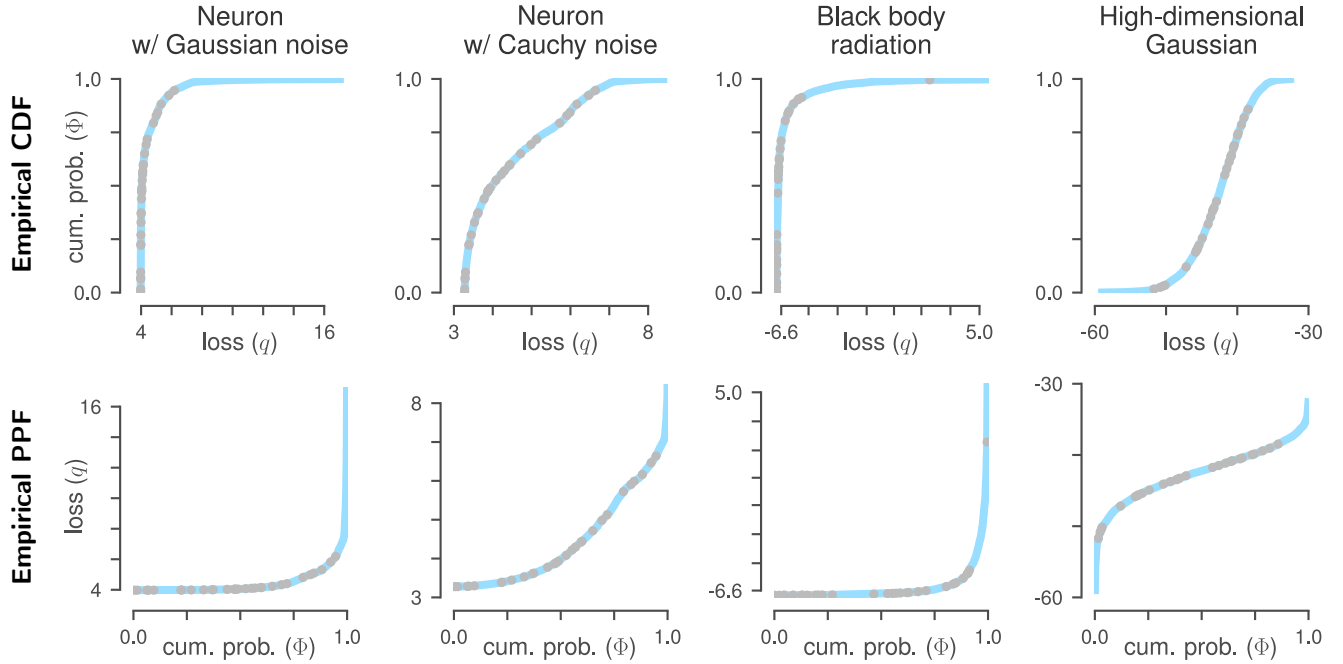 Neuron
w/ Gaussian noise
Neuron
w/ Cauchy noise
Black body
radiation
High-dimensional
Gaussian
Empirical CDF
cum. prob. (Φ)
1.0
0.0
4
16
loss (q)
1.0
0.0
3
8
loss (q)
1.0
0.0
-6.6
5.0
loss (q)
1.0
0.0
-60
-30
loss (q)
Empirical PPF
loss (q)
16
4
0.0
1.0
cum. prob. (Φ)
8
3
0.0
1.0
cum. prob. (Φ)
5.0
-6.6
0.0
1.0
cum. prob. (Φ)
-30
-60
0.0
1.0
cum. prob. (Φ)